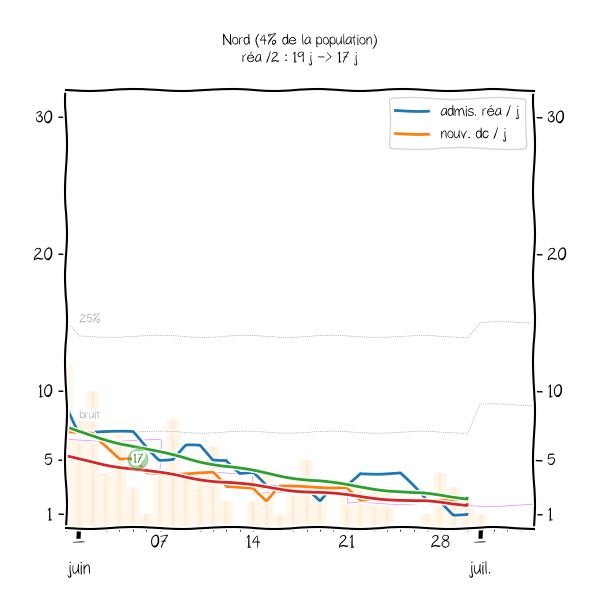 Nord (4% de la population)
réa /2 : 19 j -> 17 j
admis. réa / j
nouv. dc / j
30 30
20 20
25%
10 10
bruit
17
5 5
1 1
07 14 21 28
juin juil.